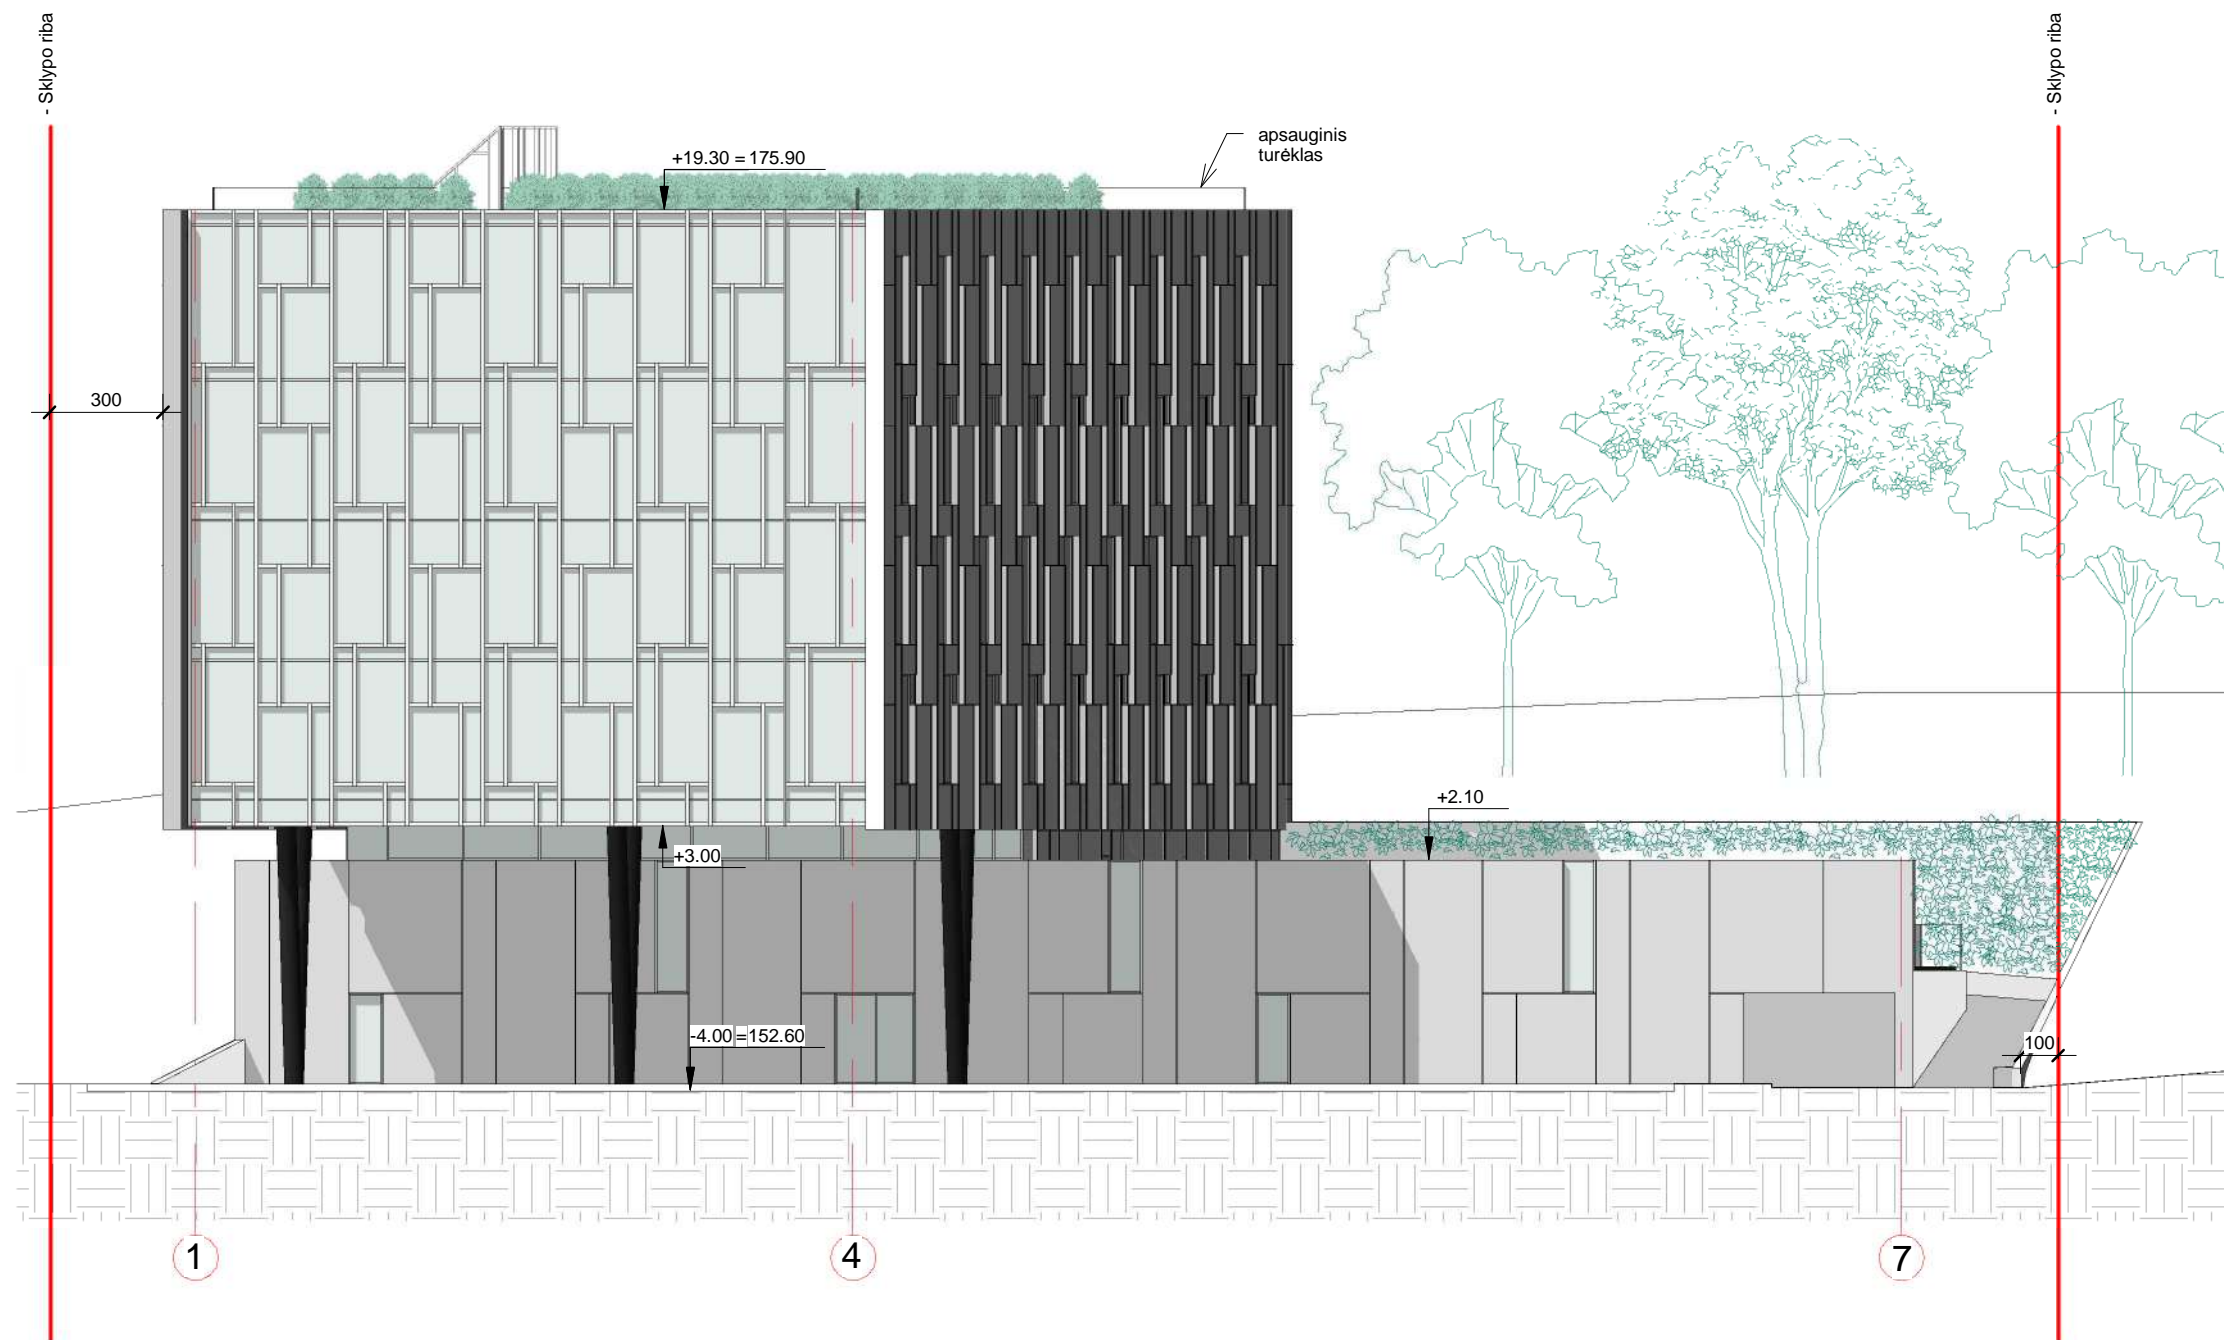 - Sklypo riba
- Sklypo riba
apsauginis
turėklas
+19.30 = 175.90
300
+2.10
+3.00
-4.00 = 152.60
100
1
4
7